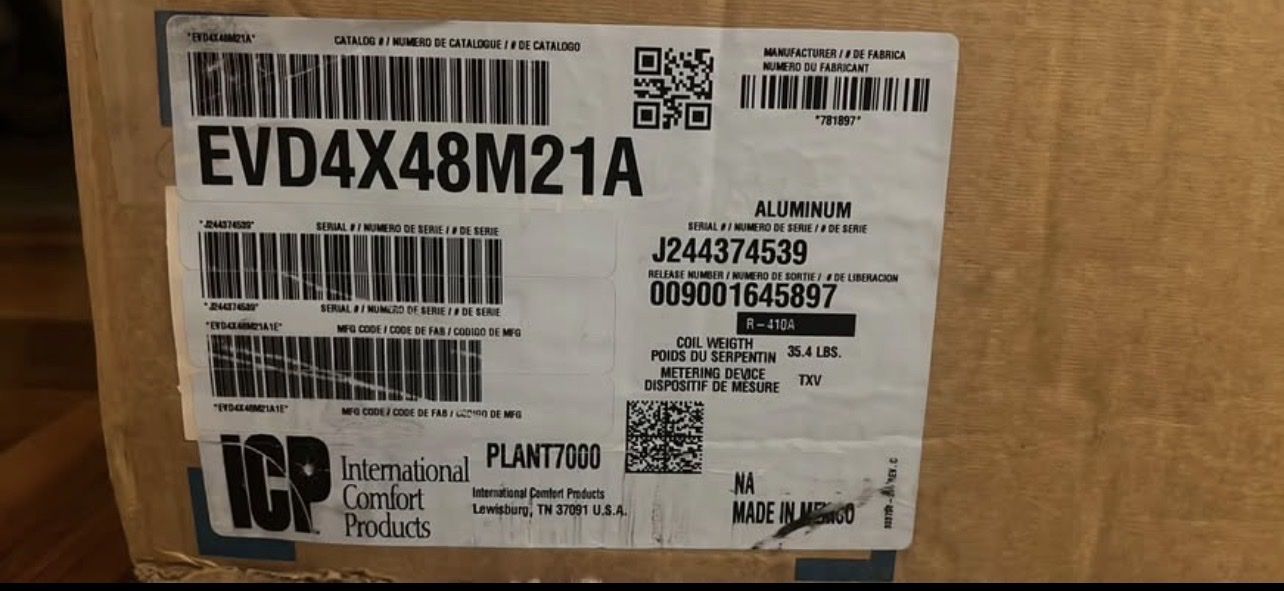 *EVD4X48M21A*
CATALOG # / NUMERO DE CATALOGUE / # DE CATALOGO
EVD4X48M21A
MANUFACTURER / # DE FABRICA
NUMERO DU FABRICANT
*781897*
*J244374539*
SERIAL # / NUMERO DE SERIE / # DE SERIE
*J244374539*
SERIAL # / NUMERO DE SERIE / # DE SERIE
*EVD4X48M21A1E*
MFG CODE / CODE DE FAB / CODIGO DE MFG
*EVD4X48M21A1E*
MFG CODE / CODE DE FAB / CODIGO DE MFG
ALUMINUM
SERIAL # / NUMERO DE SERIE / # DE SERIE
J244374539
RELEASE NUMBER / NUMERO DE SORTIE / # DE LIBERACION
009001645897
R-410A
COIL WEIGTH
POIDS DU SERPENTIN 35.4 LBS.
METERING DEVICE
DISPOSITIF DE MESURE TXV
icp International
Comfort
Products
PLANT7000
International Comfort Products
Lewisburg, TN 37091 U.S.A.
NA
MADE IN MEXICO
REV. C